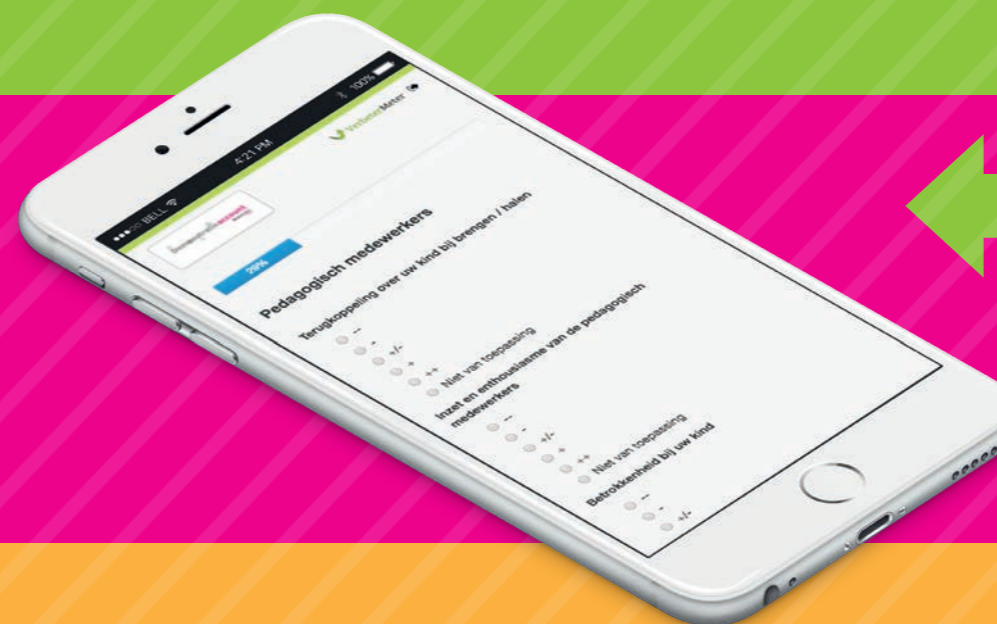 BELL 4:21 PM 100%
VerbeterMeter
account
29%
Pedagogisch medewerkers
Terugkoppeling over uw kind bij brengen / halen
--
-
+/-
+
++
Niet van toepassing
Inzet en enthousiasme van de pedagogisch
medewerkers
--
-
+/-
+
++
Niet van toepassing
Betrokkenheid bij uw kind
--
-
+/-